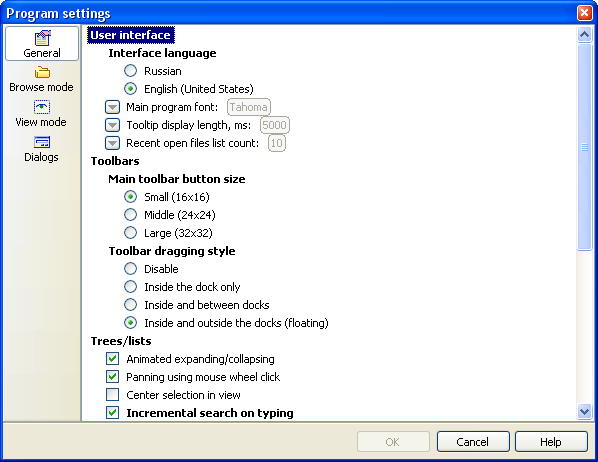 Program settings
General
Browse mode
View mode
Dialogs
User interface
Interface language
Russian
English (United States)
Main program font: Tahoma
Tooltip display length, ms: 5000
Recent open files list count: 10
Toolbars
Main toolbar button size
Small (16x16)
Middle (24x24)
Large (32x32)
Toolbar dragging style
Disable
Inside the dock only
Inside and between docks
Inside and outside the docks (floating)
Trees/lists
Animated expanding/collapsing
Panning using mouse wheel click
Center selection in view
Incremental search on typing
OK Cancel Help